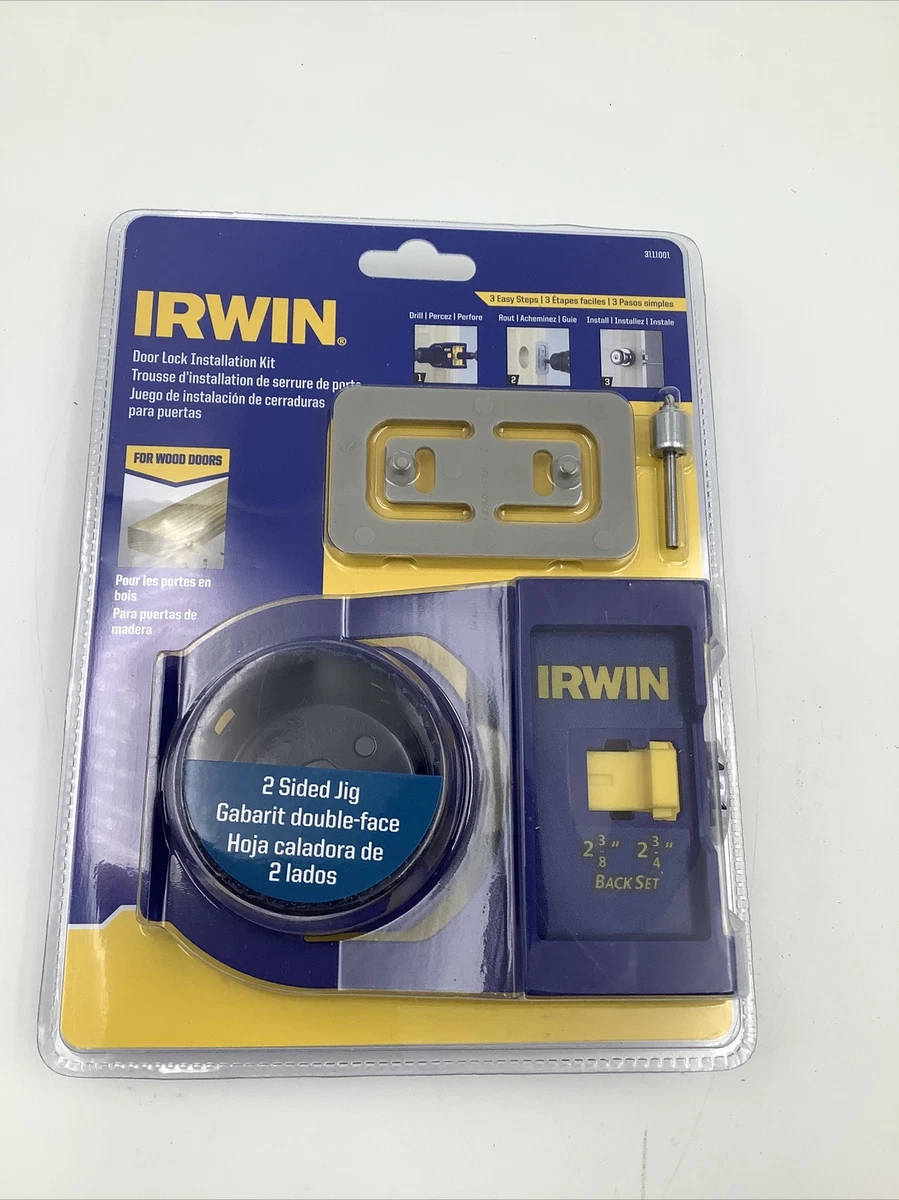 3111001
IRWIN®
3 Easy Steps | 3 Étapes faciles | 3 Pasos simples
Drill | Percez | Perfore
Rout | Acheminez | Guie
Install | Installez | Instale
1
2
3
Door Lock Installation Kit
Trousse d'installation de serrure de porte
Juego de instalación de cerraduras
para puertas
FOR WOOD DOORS
Pour les portes en
bois
Para puertas de
madera
IRWIN
2 Sided Jig
Gabarit double-face
Hoja caladora de
2 lados
2 3/8" 2 3/4"
BACK SET